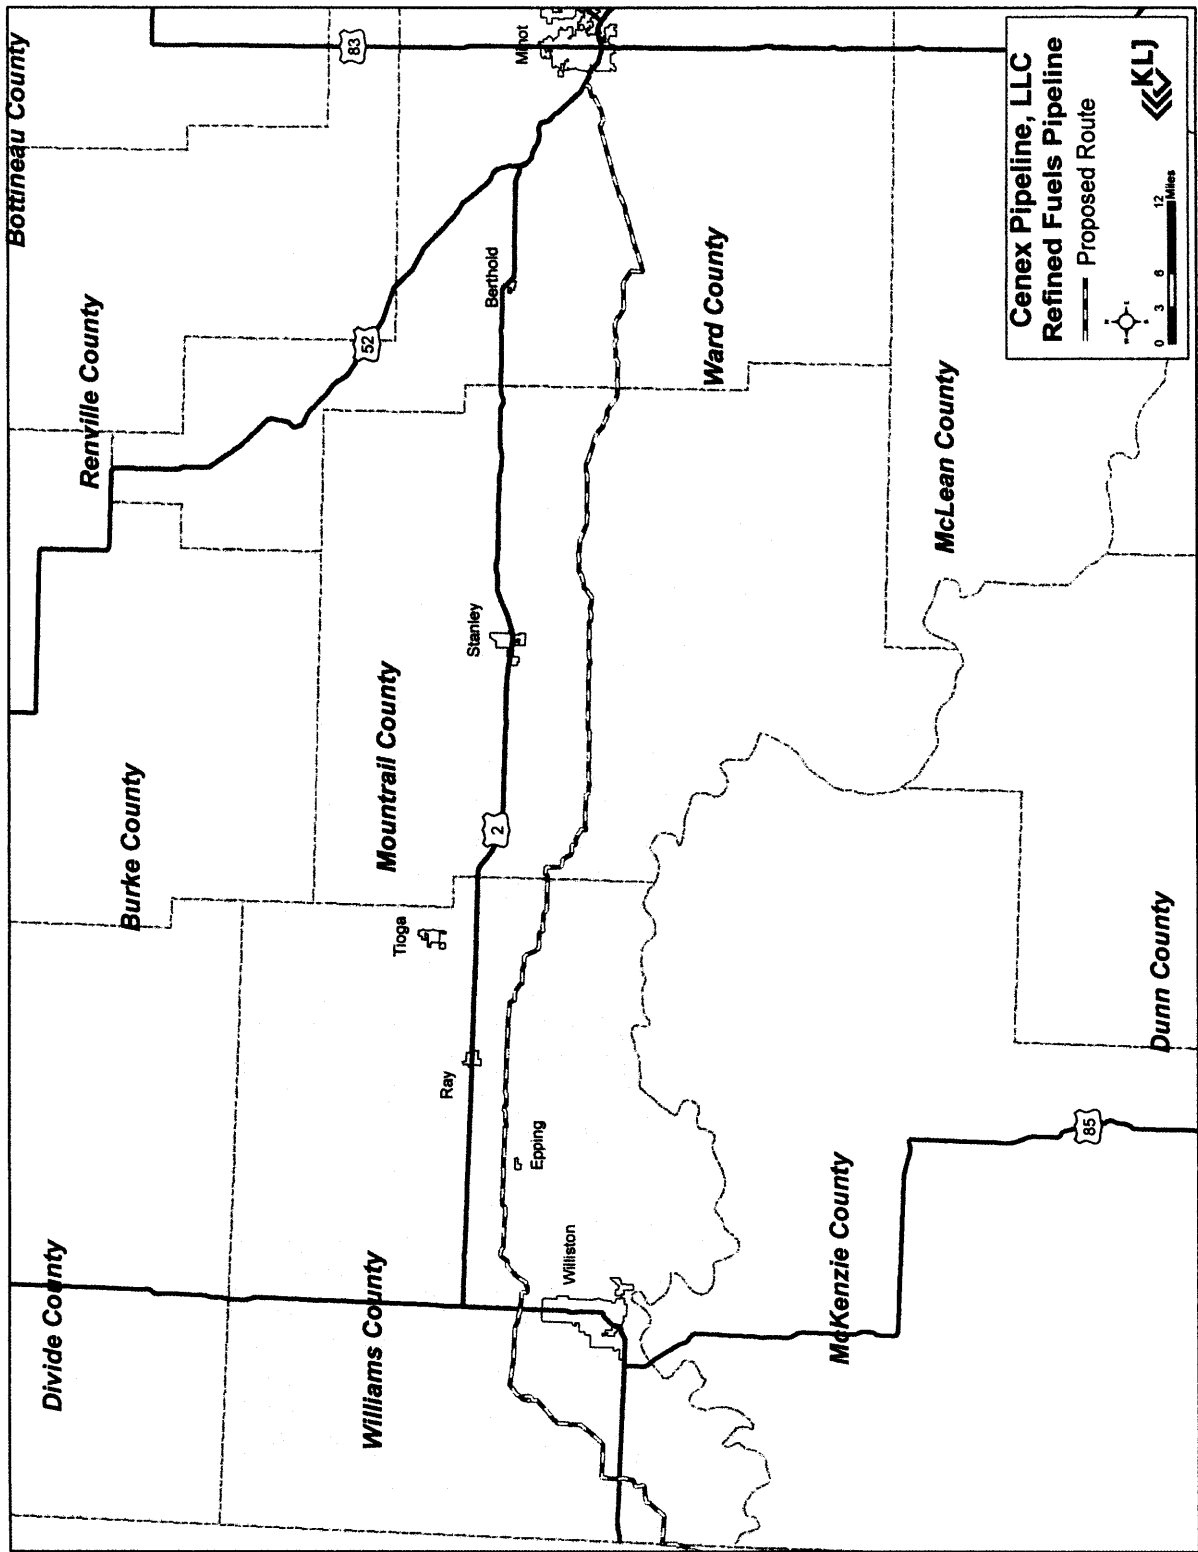 Divide County
Burke County
Renville County
Bottineau County
52
83
Williams County
Mountrail County
Tioga
Ray
Stanley
Berthold
Minot
2
Epping
Williston
Ward County
McKenzie County
McLean County
85
Dunn County
Cenex Pipeline, LLC
Refined Fuels Pipeline
Proposed Route
N
W
E
S
0 3 6 12
Miles
KLJ